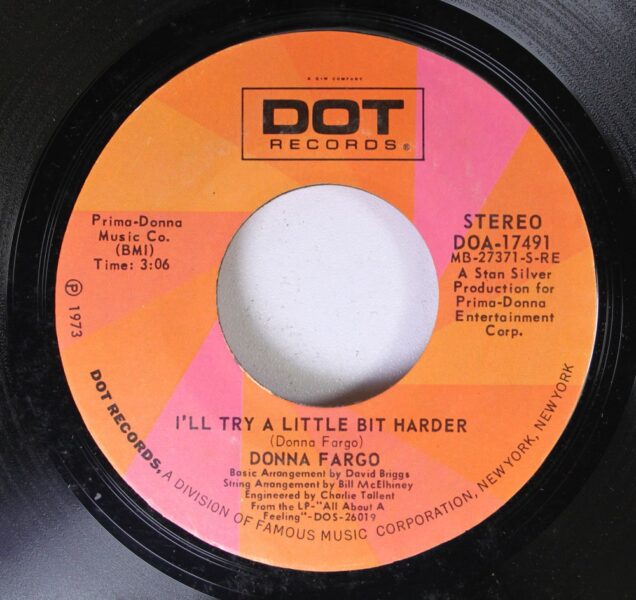 A G+W COMPANY
DOT
RECORDS®
Prima-Donna
Music Co.
(BMI)
Time: 3:06
℗ 1973
STEREO
DOA-17491
MB-27371-S-RE
A Stan Silver
Production for
Prima-Donna
Entertainment
Corp.
I'LL TRY A LITTLE BIT HARDER
(Donna Fargo)
DONNA FARGO
Basic Arrangement by David Briggs
String Arrangement by Bill McElhiney
Engineered by Charlie Tallent
From the LP-"All About A
Feeling"-DOS-26019
DOT RECORDS, A DIVISION OF FAMOUS MUSIC CORPORATION, NEW YORK, NEW YORK